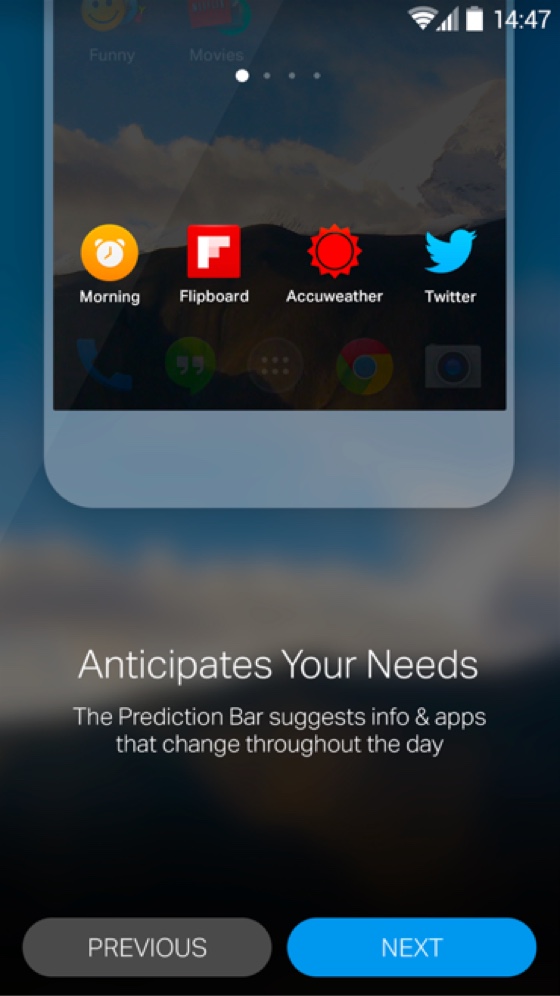 14:47
Funny
Movies
Morning
Flipboard
Accuweather
Twitter
Anticipates Your Needs
The Prediction Bar suggests info & apps
that change throughout the day
PREVIOUS
NEXT